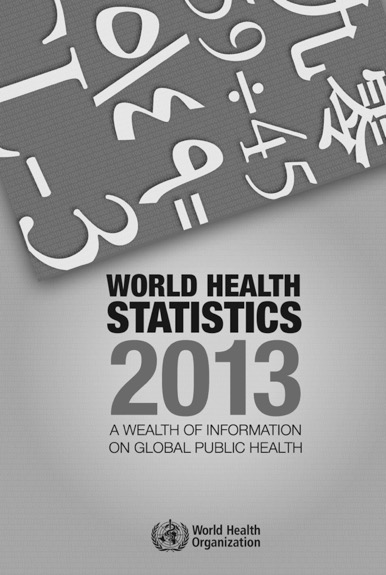 WORLD HEALTH
STATISTICS
2013
A WEALTH OF INFORMATION
ON GLOBAL PUBLIC HEALTH
World Health
Organization